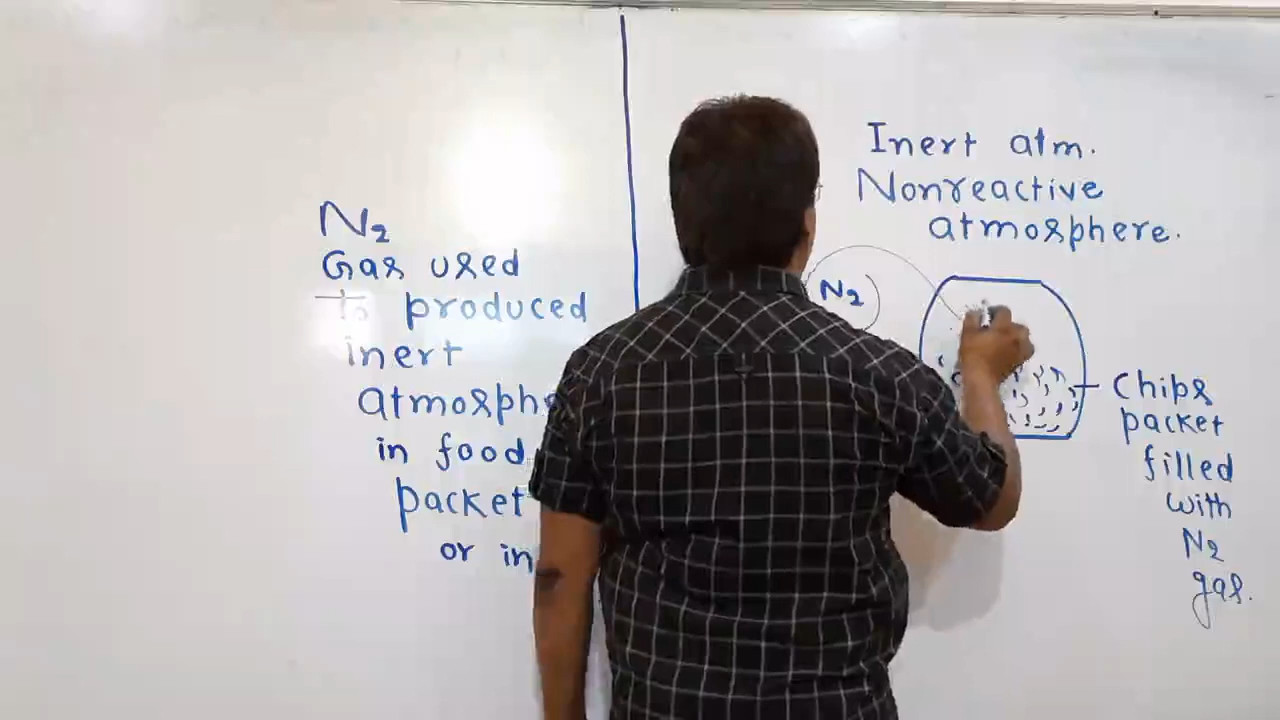 N₂
Gas used
to produced
inert
atmosph
in food
packet
or in
Inert atm.
Nonreactive
atmosphere.
N₂
Chips
packet
filled
with
N₂
gas.